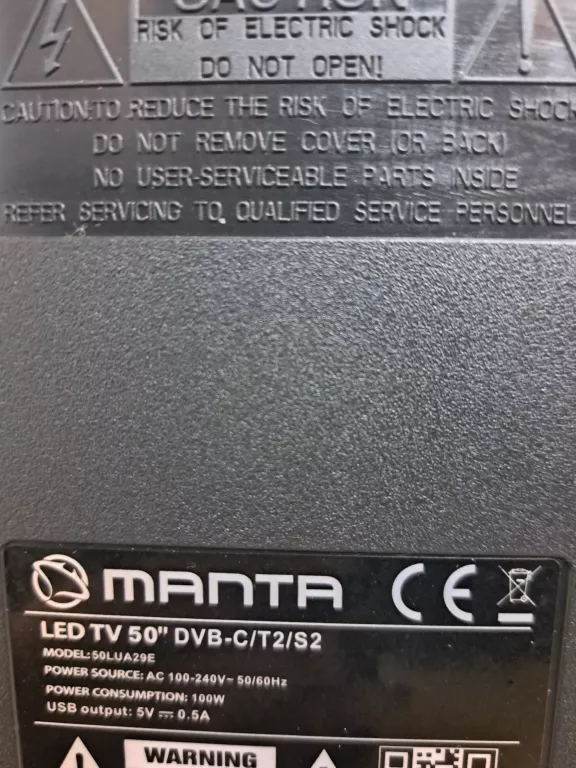 CAUTION
RISK OF ELECTRIC SHOCK
DO NOT OPEN!
CAUTION:TO REDUCE THE RISK OF ELECTRIC SHOCK
DO NOT REMOVE COVER (OR BACK)
NO USER-SERVICEABLE PARTS INSIDE
REFER SERVICING TO QUALIFIED SERVICE PERSONNEL
MANTA CE
LED TV 50" DVB-C/T2/S2
MODEL: 50LUA29E
POWER SOURCE: AC 100-240V~ 50/60Hz
POWER CONSUMPTION: 100W
USB output: 5V ⎓ 0.5A
WARNING